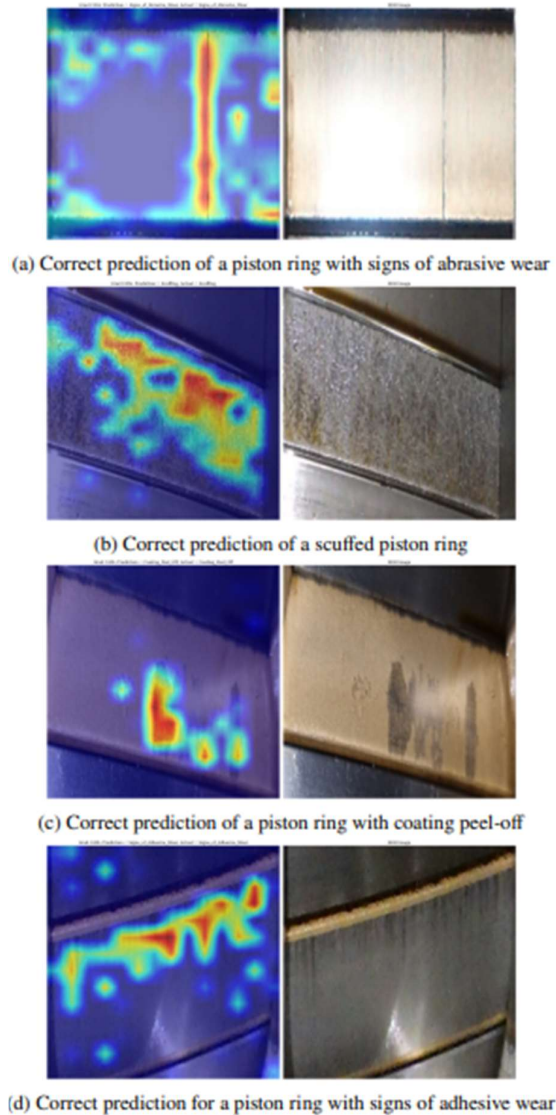 (a) Correct prediction of a piston ring with signs of abrasive wear
(b) Correct prediction of a scuffed piston ring
(c) Correct prediction of a piston ring with coating peel-off
(d) Correct prediction for a piston ring with signs of adhesive wear